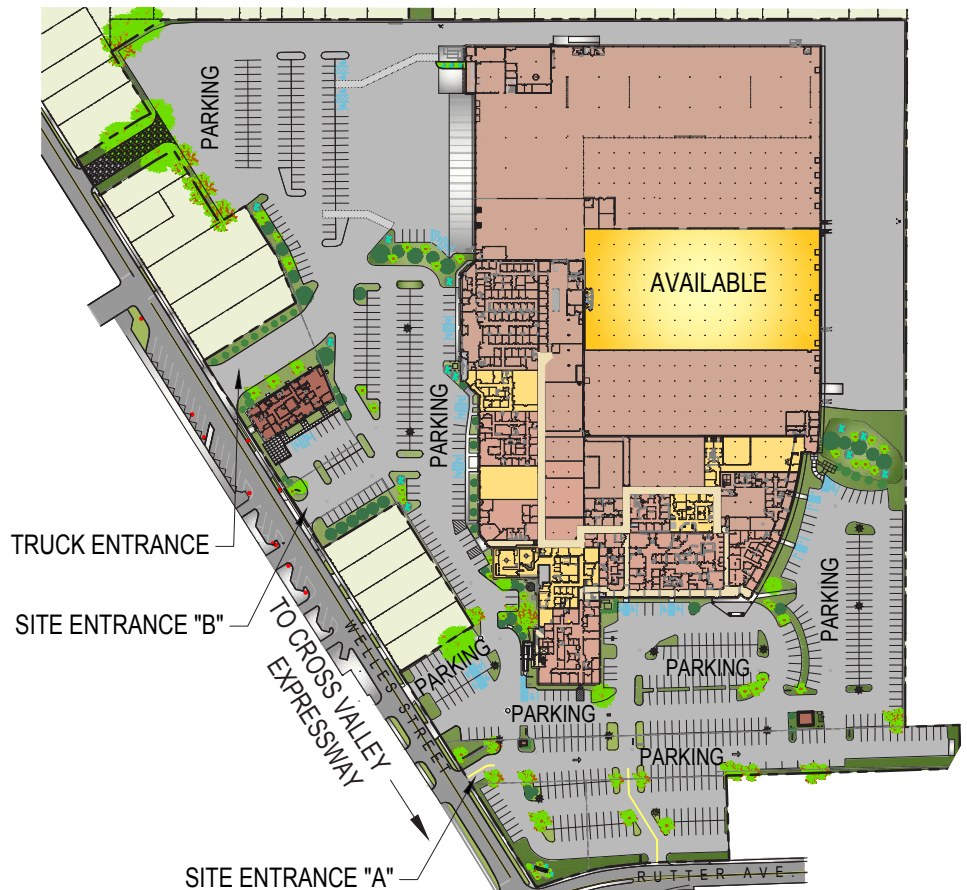 PARKING
AVAILABLE
PARKING
TRUCK ENTRANCE
SITE ENTRANCE "B"
TO CROSS VALLEY
EXPRESSWAY
WELLES STREET
PARKING
PARKING
PARKING
PARKING
PARKING
SITE ENTRANCE "A"
RUTTER AVE.